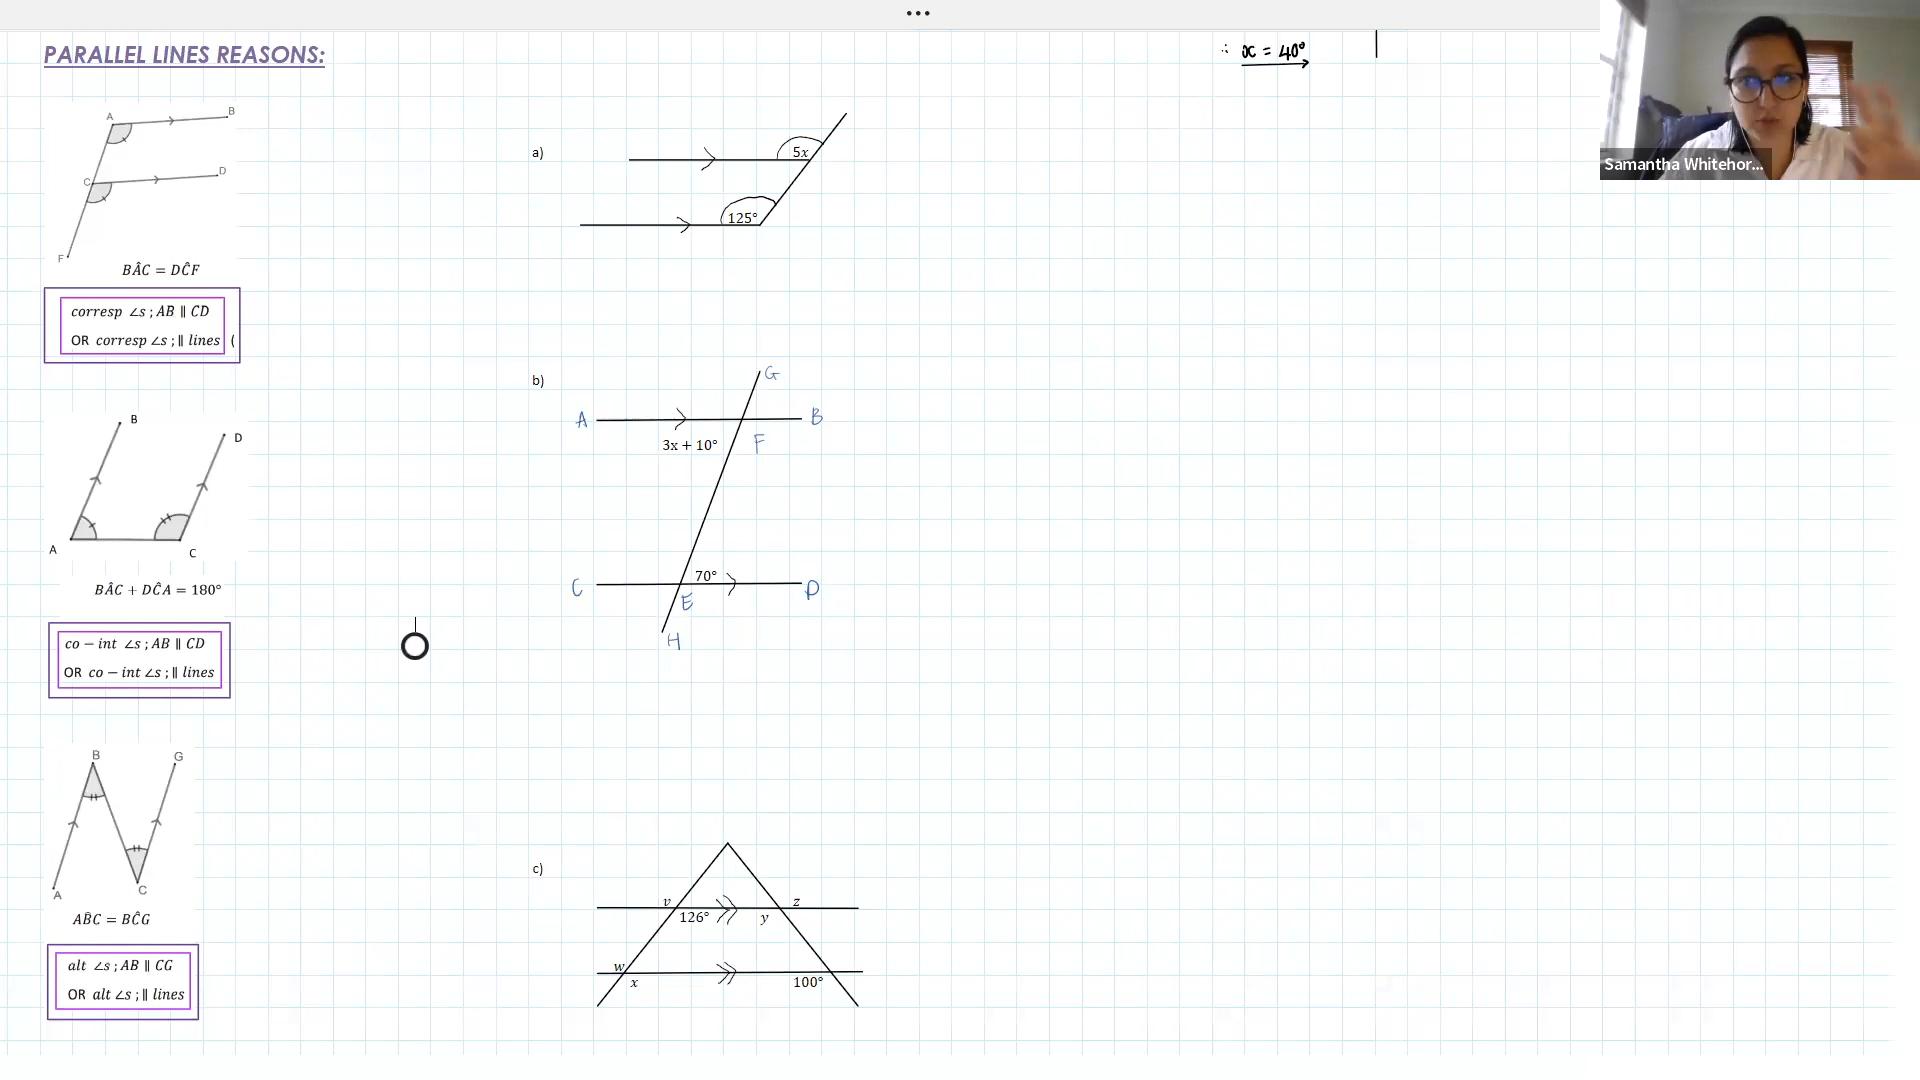 •••
PARALLEL LINES REASONS:
∴ x = 40°
Samantha Whitehor...
A
B
C
D
F
BÂC = DĈF
corresp ∠s ; AB ∥ CD
OR corresp ∠s ; ∥ lines (
B
D
A
C
BÂC + DĈA = 180°
co − int ∠s ; AB ∥ CD
OR co − int ∠s ; ∥ lines
B
G
A
C
AB̂C = BĈG
alt ∠s ; AB ∥ CG
OR alt ∠s ; ∥ lines
a)
5x
125°
b)
G
A
B
3x + 10°
F
70°
C
E
D
H
c)
v
z
126°
y
w
x
100°